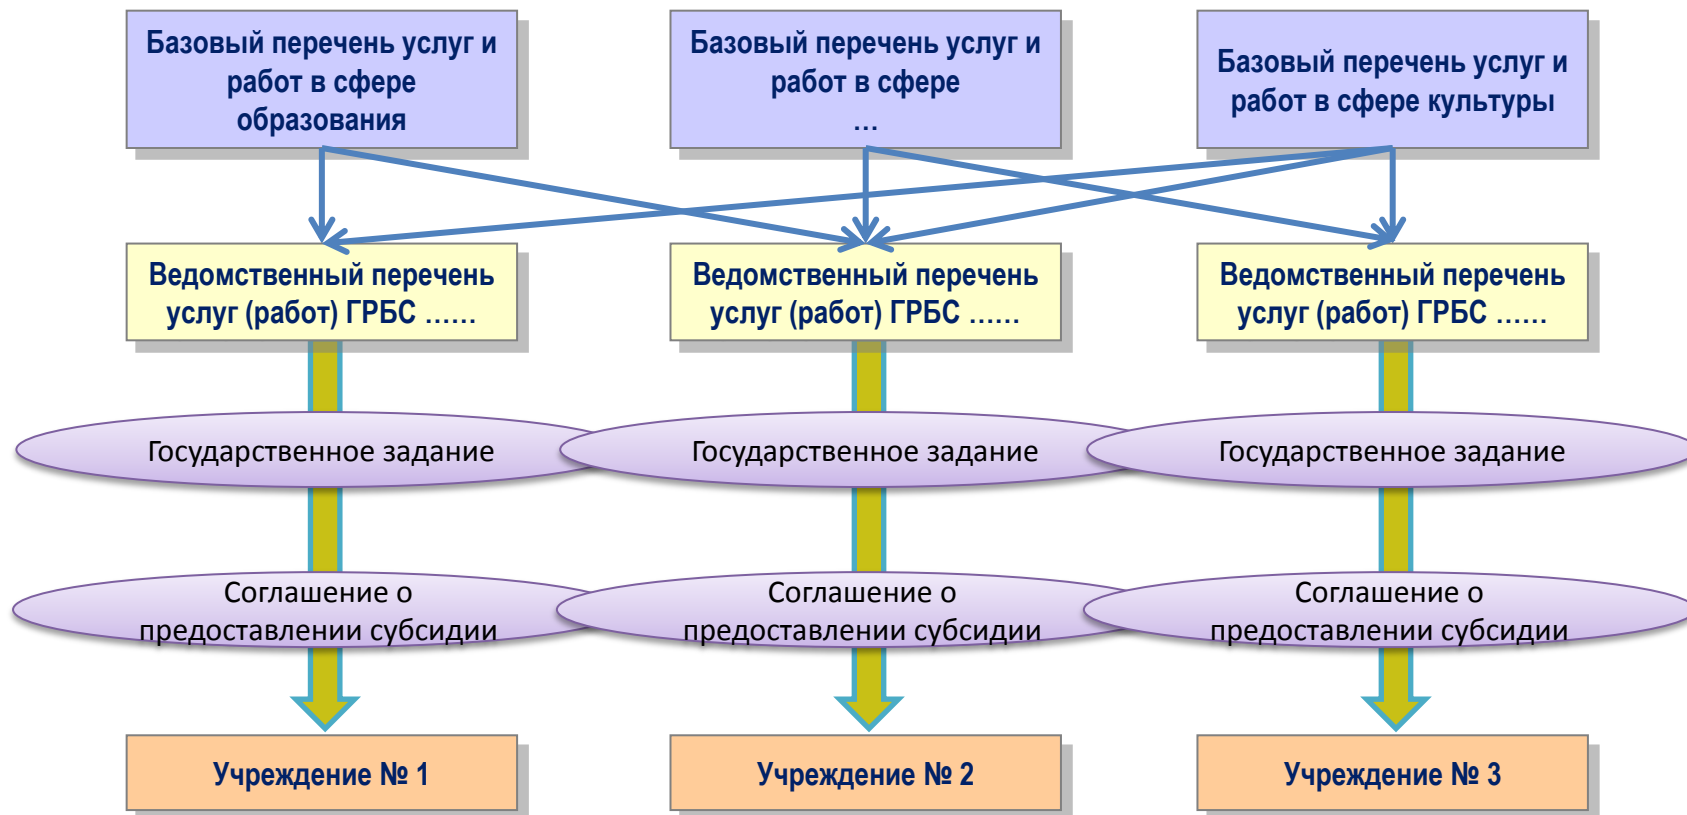 Базовый перечень услуг и
работ в сфере
образования
Базовый перечень услуг и
работ в сфере
...
Базовый перечень услуг и
работ в сфере культуры
Ведомственный перечень
услуг (работ) ГРБС ......
Ведомственный перечень
услуг (работ) ГРБС ......
Ведомственный перечень
услуг (работ) ГРБС ......
Государственное задание
Государственное задание
Государственное задание
Соглашение о
предоставлении субсидии
Соглашение о
предоставлении субсидии
Соглашение о
предоставлении субсидии
Учреждение № 1
Учреждение № 2
Учреждение № 3